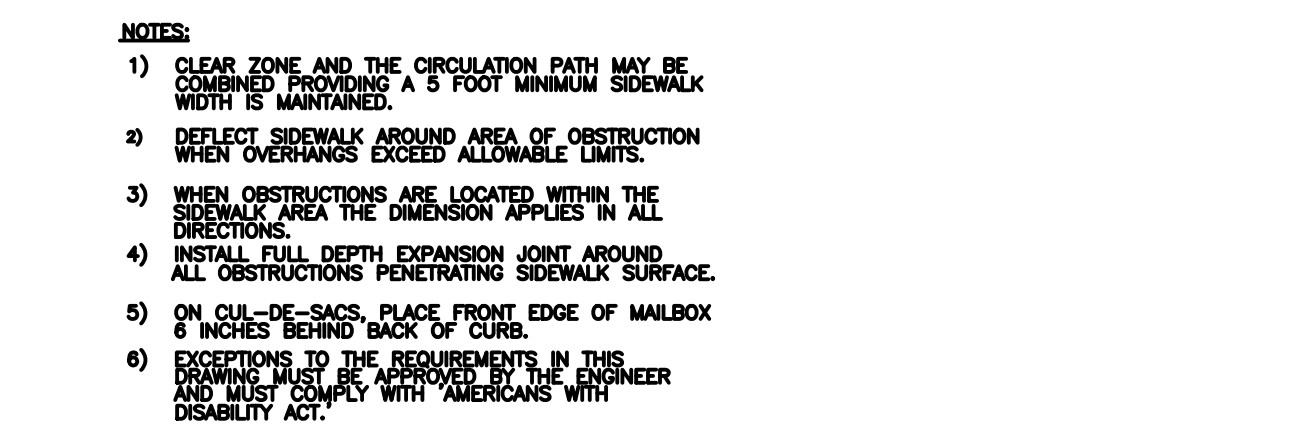 NOTES:
1) CLEAR ZONE AND THE CIRCULATION PATH MAY BE
COMBINED PROVIDING A 5 FOOT MINIMUM SIDEWALK
WIDTH IS MAINTAINED.
2) DEFLECT SIDEWALK AROUND AREA OF OBSTRUCTION
WHEN OVERHANGS EXCEED ALLOWABLE LIMITS.
3) WHEN OBSTRUCTIONS ARE LOCATED WITHIN THE
SIDEWALK AREA THE DIMENSION APPLIES IN ALL
DIRECTIONS.
4) INSTALL FULL DEPTH EXPANSION JOINT AROUND
ALL OBSTRUCTIONS PENETRATING SIDEWALK SURFACE.
5) ON CUL-DE-SACS, PLACE FRONT EDGE OF MAILBOX
6 INCHES BEHIND BACK OF CURB.
6) EXCEPTIONS TO THE REQUIREMENTS IN THIS
DRAWING MUST BE APPROVED BY THE ENGINEER
AND MUST COMPLY WITH 'AMERICANS WITH
DISABILITY ACT.'